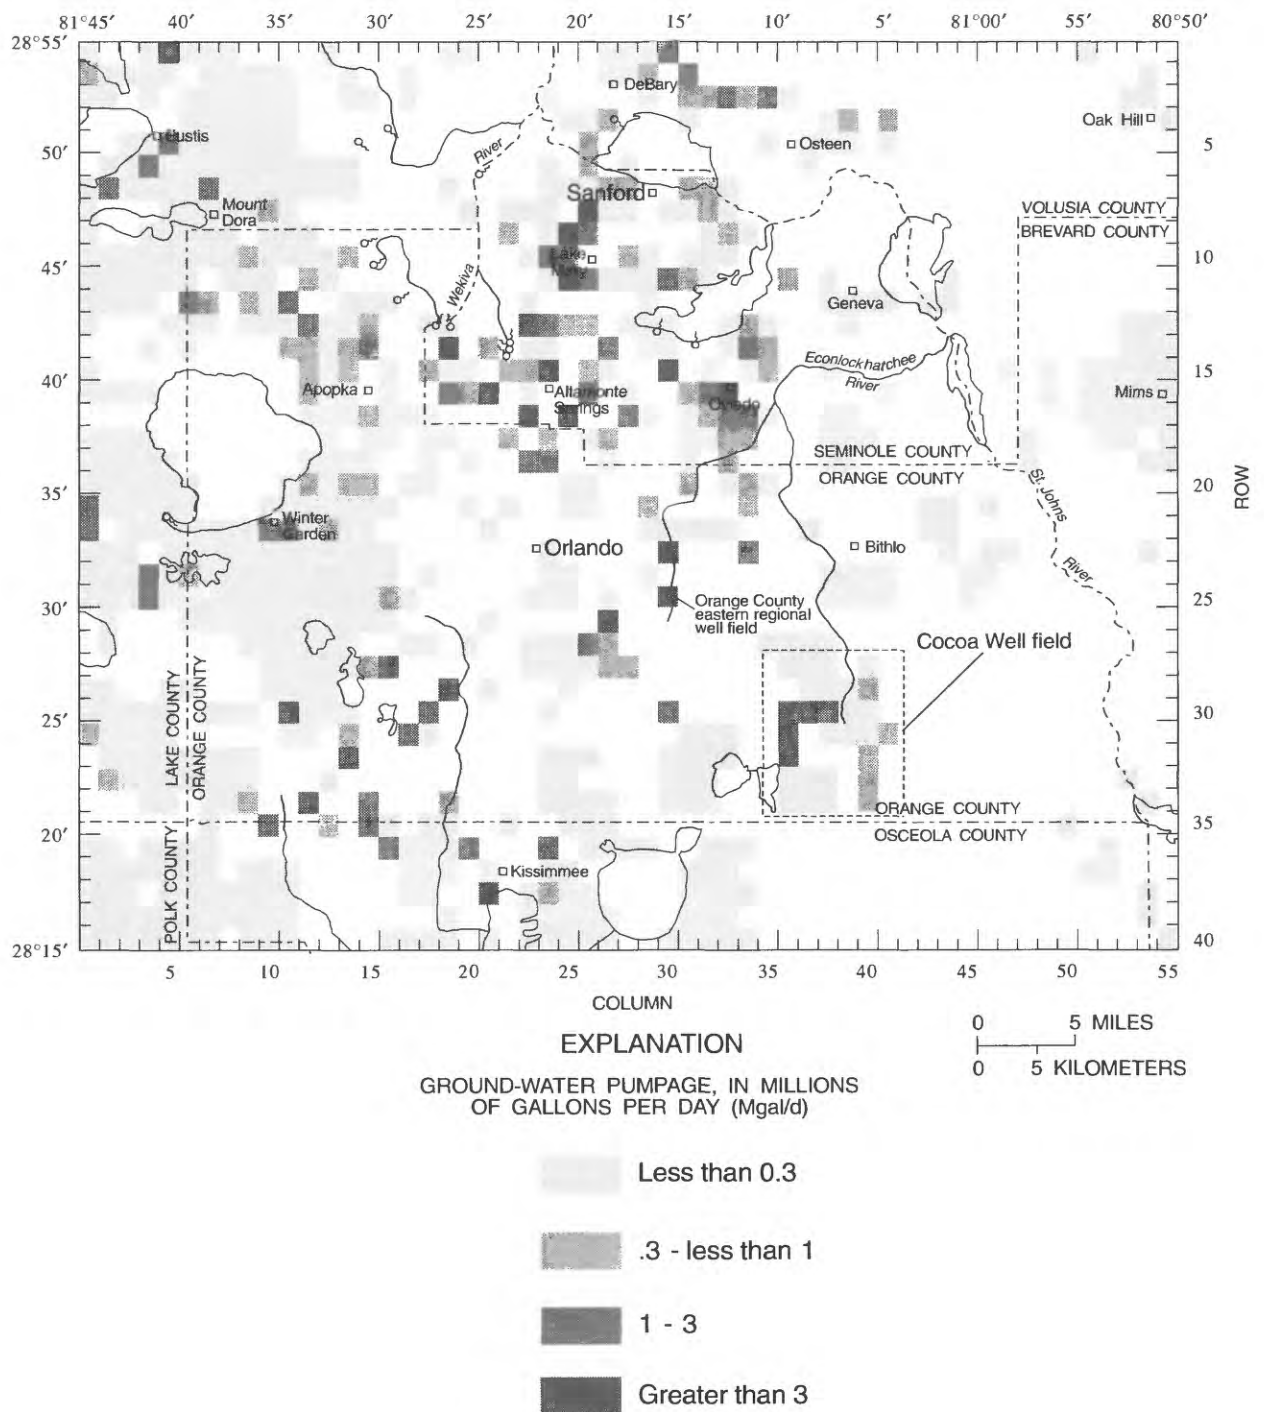 81°45′ 40′ 35′ 30′ 25′ 20′ 15′ 10′ 5′ 81°00′ 55′ 80°50′
28°55′
DeBary
Oak Hill
Eustis
Osteen
5
50′
River
Sanford
Mount
Dora
VOLUSIA COUNTY
BREVARD COUNTY
Lake
Mary
10
45′
Wekiva
Geneva
Econlockhatchee
River
40′
15
Apopka
Altamonte
Springs
Oviedo
Mims
SEMINOLE COUNTY
ORANGE COUNTY
35′
20
ROW
St. Johns
River
Winter
Garden
Orlando
Bithlo
30′
25
Orange County
eastern regional
well field
Cocoa Well field
LAKE COUNTY
ORANGE COUNTY
25′
30
ORANGE COUNTY
OSCEOLA COUNTY
20′
35
POLK COUNTY
Kissimmee
28°15′
40
5 10 15 20 25 30 35 40 45 50 55
COLUMN
0 5 MILES
0 5 KILOMETERS
EXPLANATION
GROUND-WATER PUMPAGE, IN MILLIONS
OF GALLONS PER DAY (Mgal/d)
Less than 0.3
.3 - less than 1
1 - 3
Greater than 3